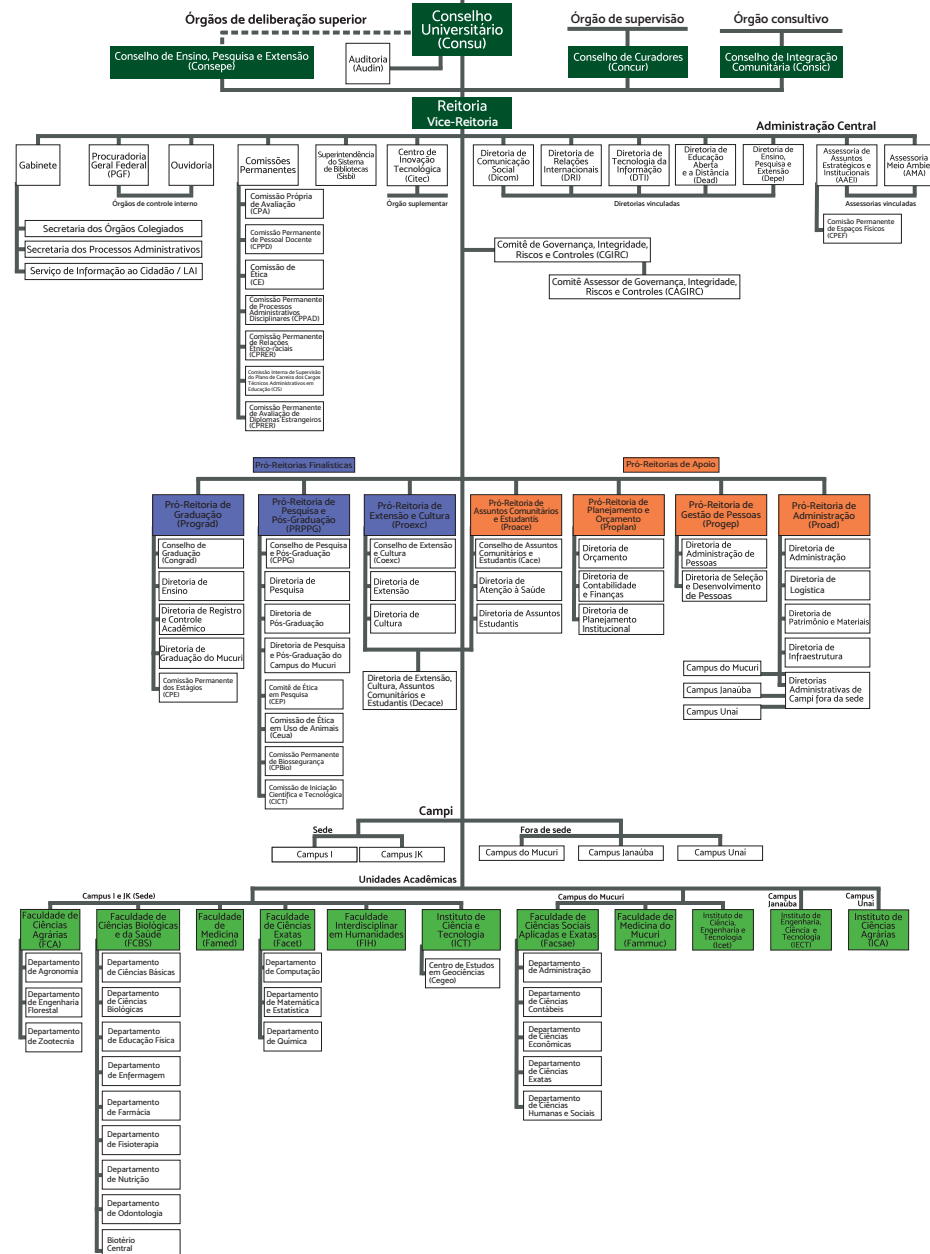 Órgãos de deliberação superior
Conselho
Universitário
(Consu)
Órgão de supervisão
Órgão consultivo
Conselho de Ensino, Pesquisa e Extensão
(Consepe)
Auditoria
(Audin)
Conselho de Curadores
(Concur)
Conselho de Integração
Comunitária (Consic)
Reitoria
Vice-Reitoria
Administração Central
Gabinete
Procuradoria
Geral Federal
(PGF)
Ouvidoria
Comissões
Permanentes
Superintendência
do Sistema
de Bibliotecas
(Sisbi)
Centro de
Inovação
Tecnológica
(Citec)
Diretoria de
Comunicação
Social (Dicom)
Diretoria de
Relações
Internacionais (DRI)
Diretoria de
Tecnologia da
Informação (DTI)
Diretoria de
Educação
Aberta
e a Distância
(Dead)
Diretoria de
Ensino,
Pesquisa e
Extensão
(Depe)
Assessoria de
Assuntos
Estratégicos e
Institucionais
(AAEI)
Assessoria
Meio Ambie
(AMA)
Órgãos de controle interno
Órgão suplementar
Diretorias vinculadas
Assessorias vinculadas
Secretaria dos Órgãos Colegiados
Secretaria dos Processos Administrativos
Serviço de Informação ao Cidadão / LAI
Comissão Própria
de Avaliação
(CPA)
Comissão Permanente
de Pessoal Docente
(CPPD)
Comissão de
Ética
(CE)
Comissão Permanente
de Processos
Administrativos
Disciplinares (CPPAD)
Comissão Permanente
de Relações
Étnico-raciais
(CPRER)
Comissão Interna de Supervisão
do Plano de Carreira dos Cargos
Técnicos Administrativos em
Educação (CIS)
Comissão Permanente
de Avaliação de
Diplomas Estrangeiros
(CPRER)
Comisão Permanente
de Espaços Físicos
(CPEF)
Comitê de Governança, Integridade,
Riscos e Controles (CGIRC)
Comitê Assessor de Governança, Integridade,
Riscos e Controles (CAGIRC)
Pró-Reitorias Finalísticas
Pró-Reitorias de Apoio
Pró-Reitoria de
Graduação
(Prograd)
Conselho de
Graduação
(Congrad)
Diretoria de
Ensino
Diretoria de Registro
e Controle
Acadêmico
Diretoria de
Graduação do Mucuri
Comissão Permanente
dos Estágios
(CPE)
Pró-Reitoria de
Pesquisa e
Pós-Graduação
(PRPPG)
Conselho de Pesquisa
e Pós-Graduação
(CPPG)
Diretoria de
Pesquisa
Diretoria de
Pós-Graduação
Diretoria de Pesquisa
e Pós-Graduação do
Campus do Mucuri
Comitê de Ética
em Pesquisa
(CEP)
Comissão de Ética
em Uso de Animais
(Ceua)
Comissão Permanente
de Biossegurança
(CPBio)
Comissão de Iniciação
Científica e Tecnológica
(CICT)
Pró-Reitoria de
Extensão e Cultura
(Proexc)
Conselho de Extensão
e Cultura
(Coexc)
Diretoria de
Extensão
Diretoria de
Cultura
Pró-Reitoria de
Assuntos Comunitários
e Estudantis
(Proace)
Conselho de Assuntos
Comunitários e
Estudantis (Cace)
Diretoria de
Atenção à Saúde
Diretoria de Assuntos
Estudantis
Diretoria de Extensão,
Cultura, Assuntos
Comunitários e
Estudantis (Decace)
Pró-Reitoria de
Planejamento e
Orçamento
(Proplan)
Diretoria de
Orçamento
Diretoria de
Contabilidade
e Finanças
Diretoria de
Planejamento
Institucional
Pró-Reitoria de
Gestão de Pessoas
(Progep)
Diretoria de
Administração de
Pessoas
Diretoria de Seleção
e Desenvolvimento
de Pessoas
Pró-Reitoria de
Administração
(Proad)
Diretoria de
Administração
Diretoria de
Logística
Diretoria de
Patrimônio e Materiais
Diretoria de
Infraestrutura
Diretorias
Administrativas de
Campi fora da sede
Campus do Mucuri
Campus Janaúba
Campus Unaí
Campi
Sede
Fora de sede
Campus I
Campus JK
Campus do Mucuri
Campus Janaúba
Campus Unaí
Unidades Acadêmicas
Campus I e JK (Sede)
Campus do Mucuri
Campus
Janaúba
Campus
Unaí
Faculdade de
Ciências
Agrárias
(FCA)
Departamento
de Agronomia
Departamento
de Engenharia
Florestal
Departamento
de Zootecnia
Faculdade de
Ciências Biológicas
e da Saúde
(FCBS)
Departamento
de Ciências Básicas
Departamento
de Ciências
Biológicas
Departamento
de Educação Física
Departamento
de Enfermagem
Departamento
de Farmácia
Departamento
de Fisioterapia
Departamento
de Nutrição
Departamento
de Odontologia
Biotério
Central
Faculdade
de
Medicina
(Famed)
Faculdade
de Ciências
Exatas (Facet)
Departamento
de Computação
Departamento
de Matemática
e Estatística
Departamento
de Química
Faculdade
Interdisciplinar
em Humanidades
(FIH)
Instituto de
Ciência e
Tecnologia
(ICT)
Centro de Estudos
em Geociências
(Cegeo)
Faculdade de
Ciências Sociais
Aplicadas e Exatas
(Facsae)
Departamento
de Administração
Departamento
de Ciências
Contábeis
Departamento
de Ciências
Econômicas
Departamento
de Ciências
Exatas
Departamento
de Ciências
Humanas e Sociais
Faculdade de
Medicina do
Mucuri
(Fammuc)
Instituto de
Ciência,
Engenharia e
Tecnologia
(Icet)
Instituto de
Engenharia,
Ciência e
Tecnologia
(IECT)
Instituto de
Ciências
Agrárias
(ICA)